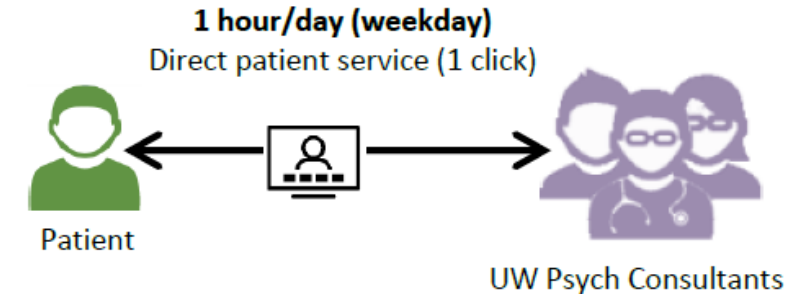 1 hour/day (weekday)
Direct patient service (1 click)
Patient
UW Psych Consultants